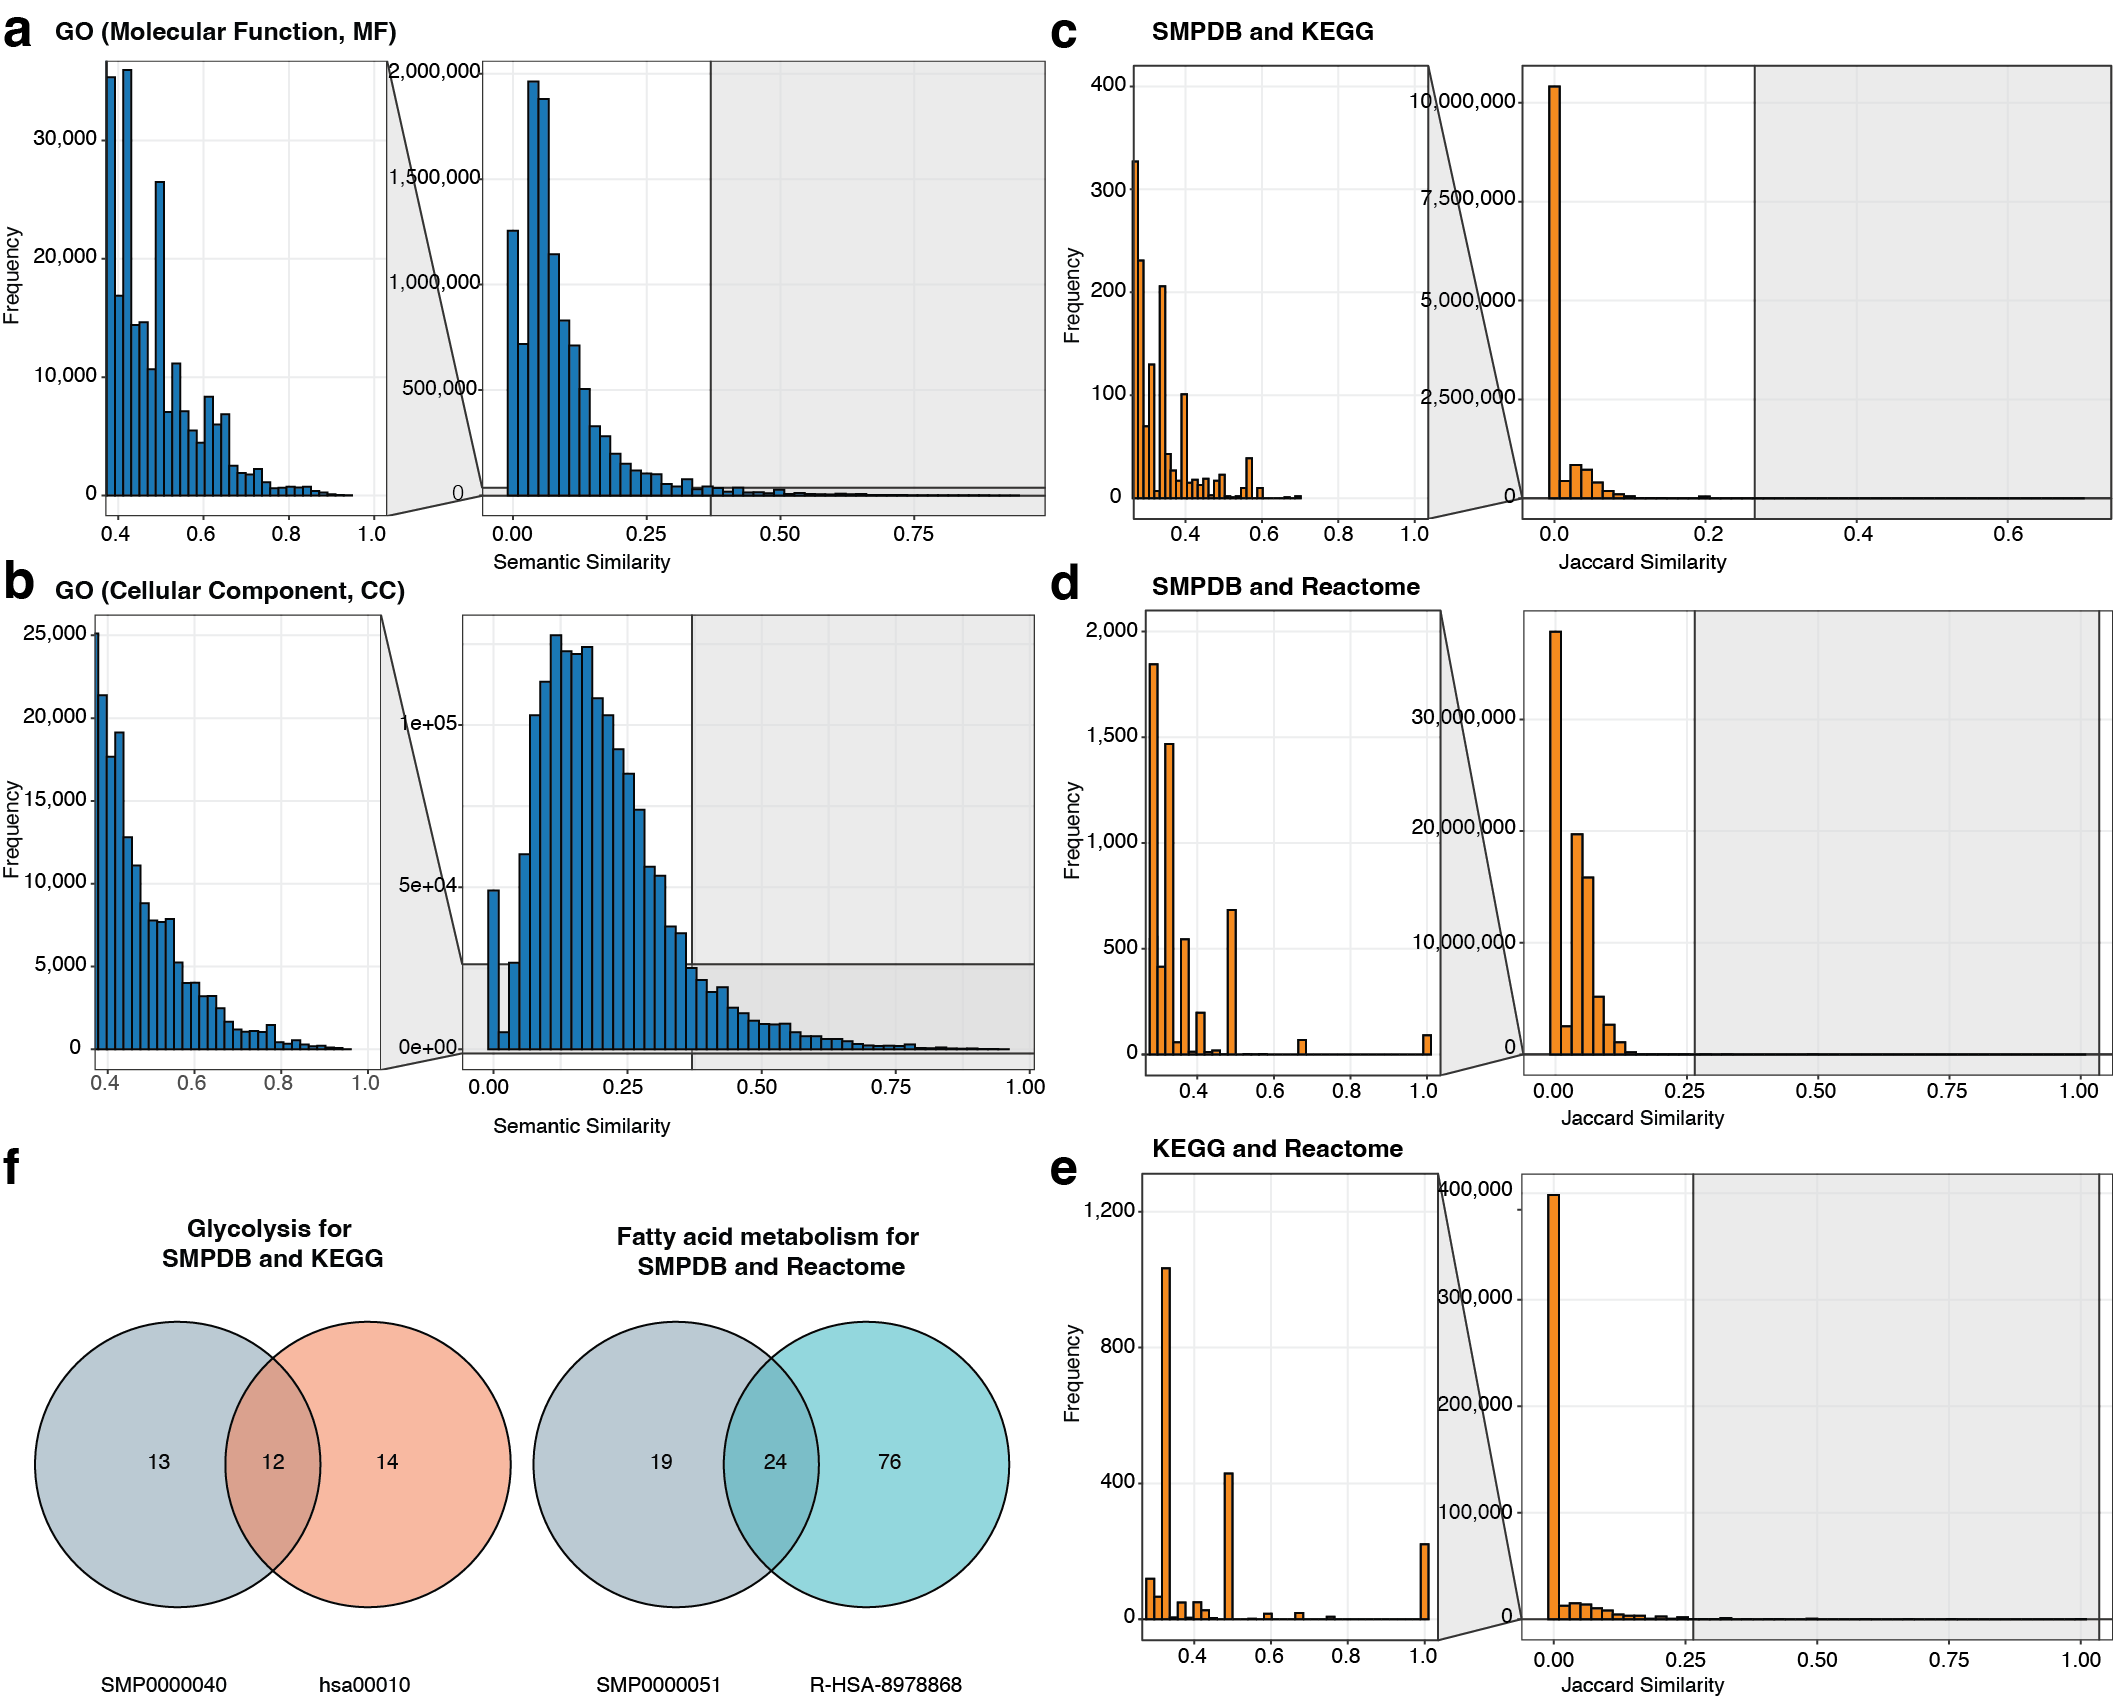 a GO (Molecular Function, MF)
Frequency
30,000
20,000
10,000
0
0.4 0.6 0.8 1.0
2,000,000
1,500,000
1,000,000
500,000
0
0.00 0.25 0.50 0.75
Semantic Similarity
b GO (Cellular Component, CC)
Frequency
25,000
20,000
15,000
10,000
5,000
0
0.4 0.6 0.8 1.0
1e+05
5e+04
0e+00
0.00 0.25 0.50 0.75 1.00
Semantic Similarity
c SMPDB and KEGG
Frequency
400
300
200
100
0
0.4 0.6 0.8 1.0
10,000,000
7,500,000
5,000,000
2,500,000
0
0.0 0.2 0.4 0.6
Jaccard Similarity
d SMPDB and Reactome
Frequency
2,000
1,500
1,000
500
0
0.4 0.6 0.8 1.0
30,000,000
20,000,000
10,000,000
0
0.00 0.25 0.50 0.75 1.00
Jaccard Similarity
e KEGG and Reactome
Frequency
1,200
800
400
0
0.4 0.6 0.8 1.0
400,000
300,000
200,000
100,000
0
0.00 0.25 0.50 0.75 1.00
Jaccard Similarity
f
Glycolysis for
SMPDB and KEGG
13 12 14
SMP0000040 hsa00010
Fatty acid metabolism for
SMPDB and Reactome
19 24 76
SMP0000051 R-HSA-8978868